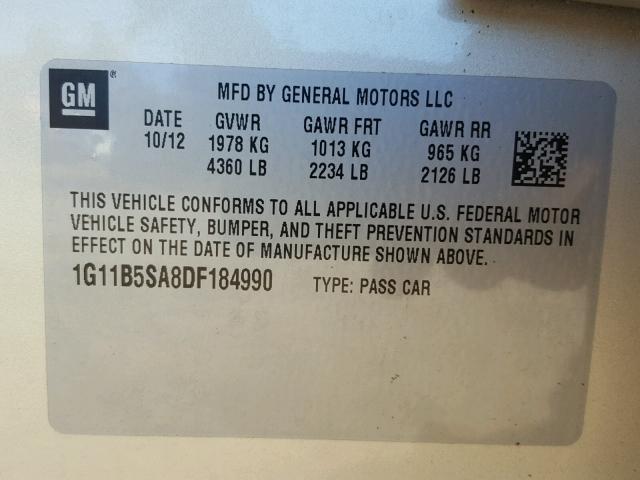 GM ®
MFD BY GENERAL MOTORS LLC
DATE GVWR GAWR FRT GAWR RR
10/12 1978 KG 1013 KG 965 KG
4360 LB 2234 LB 2126 LB
THIS VEHICLE CONFORMS TO ALL APPLICABLE U.S. FEDERAL MOTOR
VEHICLE SAFETY, BUMPER, AND THEFT PREVENTION STANDARDS IN
EFFECT ON THE DATE OF MANUFACTURE SHOWN ABOVE.
1G11B5SA8DF184990 TYPE: PASS CAR